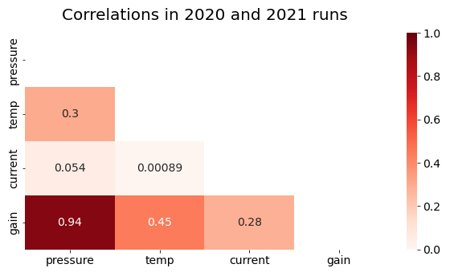 Correlations in 2020 and 2021 runs
pressure
temp
0.3
current
0.054 0.00089
gain
0.94 0.45 0.28
pressure temp current gain
1.0
0.8
0.6
0.4
0.2
0.0